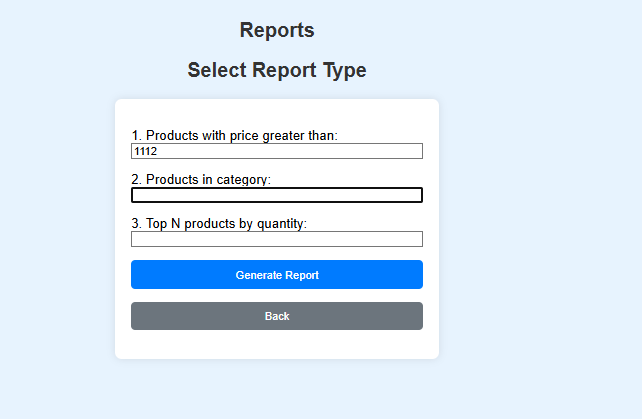 Reports
Select Report Type
1. Products with price greater than:
1112
2. Products in category:
3. Top N products by quantity:
Generate Report
Back